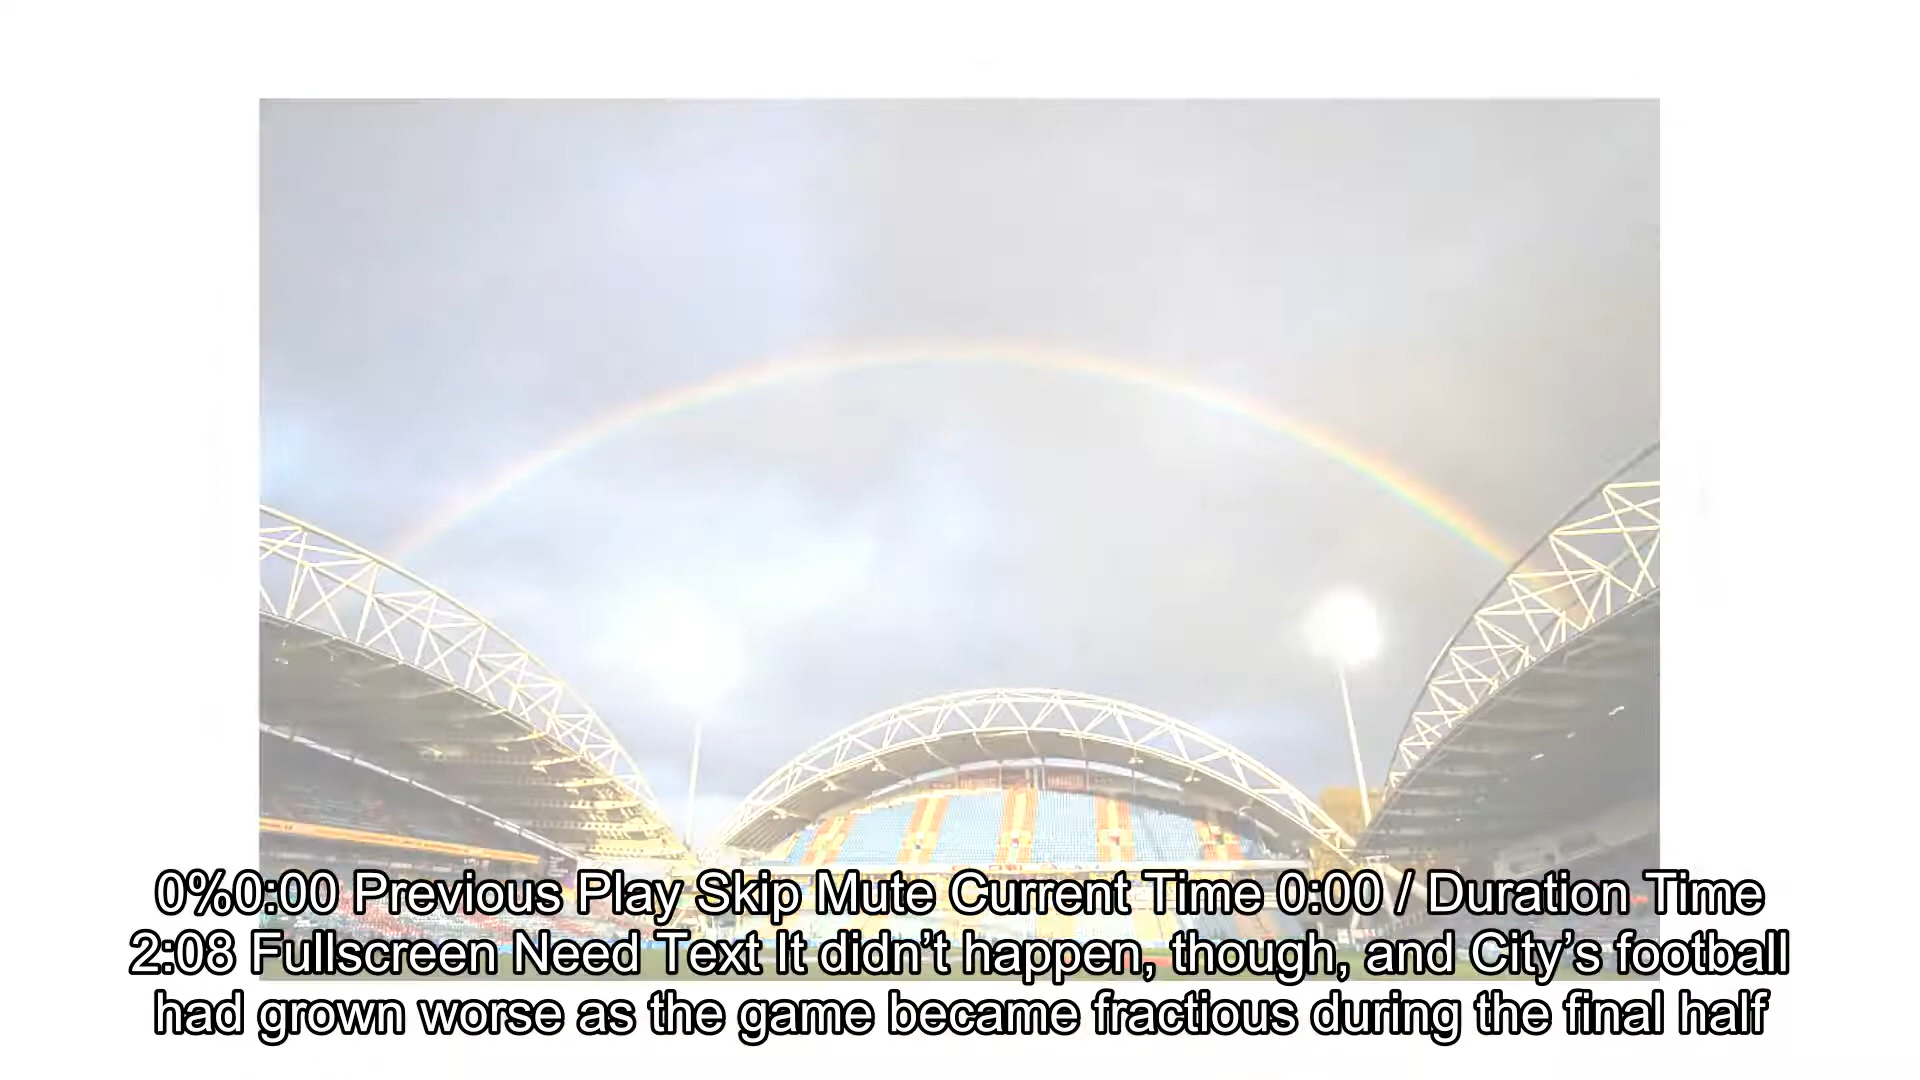 0%0:00 Previous Play Skip Mute Current Time 0:00 / Duration Time
2:08 Fullscreen Need Text It didn’t happen, though, and City’s football
had grown worse as the game became fractious during the final half